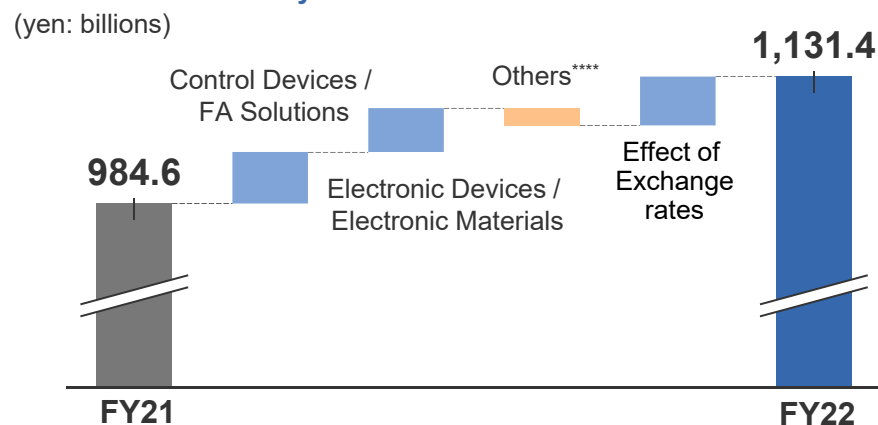 (yen: billions)
1,131.4
Control Devices /
FA Solutions
Others****
984.6
Electronic Devices /
Electronic Materials
Effect of
Exchange
rates
FY21
FY22